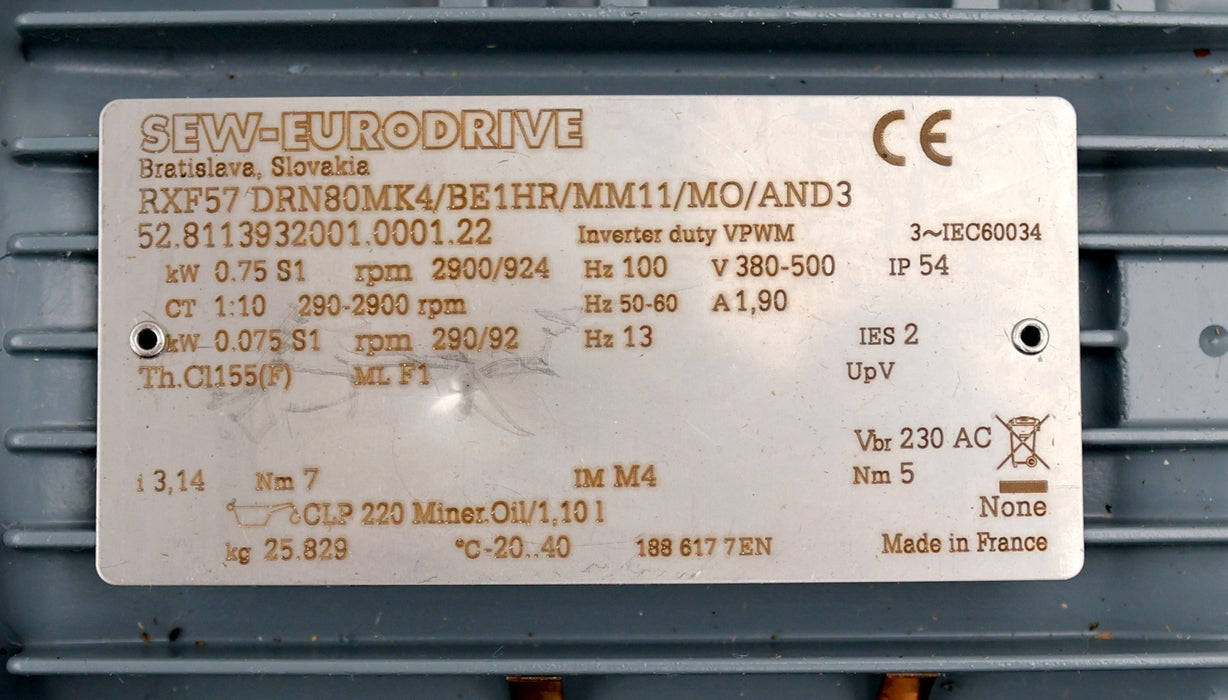 SEW-EURODRIVE CE
Bratislava, Slovakia
RXF57 DRN80MK4/BE1HR/MM11/MO/AND3
52.8113932001.0001.22 Inverter duty VPWM 3~IEC60034
kW 0.75 S1 rpm 2900/924 Hz 100 V 380-500 IP 54
CT 1:10 290-2900 rpm Hz 50-60 A 1,90
kW 0.075 S1 rpm 290/92 Hz 13 IES 2
Th.Cl155(F) ML F1 UpV
Vbr 230 AC
i 3,14 Nm 7 IM M4 Nm 5
CLP 220 Miner.Oil/1,10 l None
kg 25.829 °C -20..40 188 617 7EN Made in France